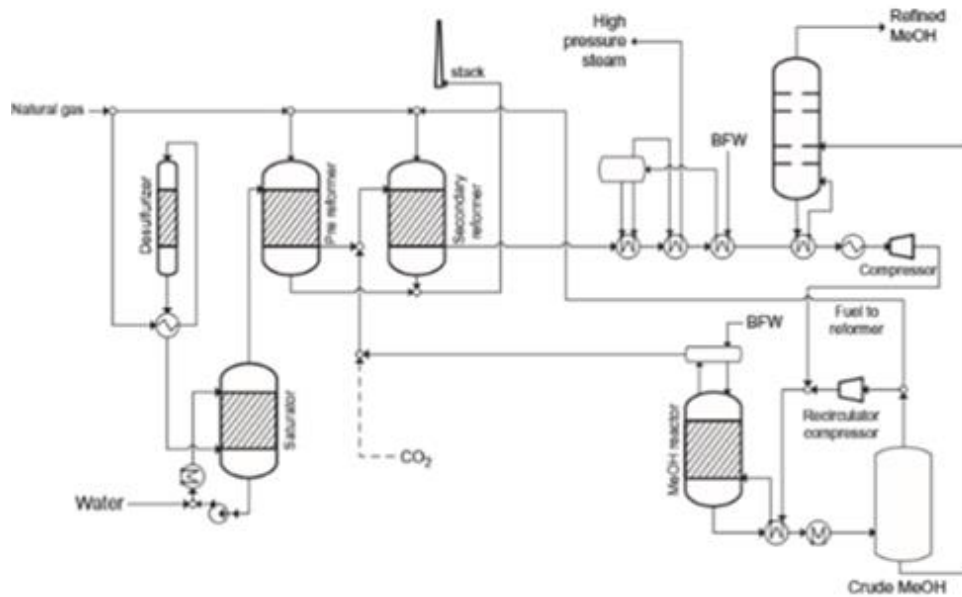 High
pressure
steam
Refined
MeOH
stack
Natural gas
BFW
Desulfurizer
Pre reformer
Secondary
reformer
Compressor
Fuel to
reformer
BFW
Saturator
MeOH reactor
Recirculator
compressor
CO₂
Water
Crude MeOH